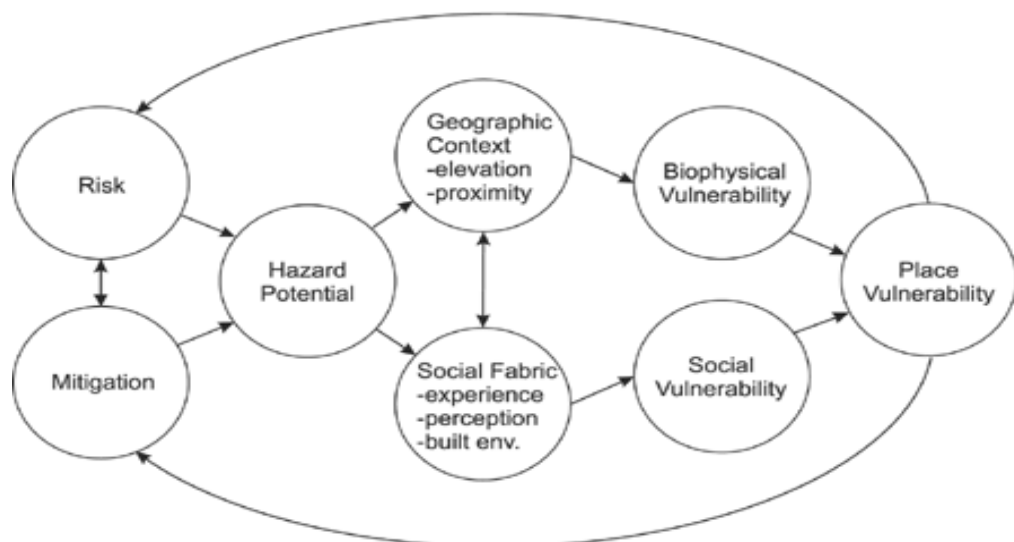 Risk
Mitigation
Hazard
Potential
Geographic
Context
-elevation
-proximity
Social Fabric
-experience
-perception
-built env.
Biophysical
Vulnerability
Social
Vulnerability
Place
Vulnerability